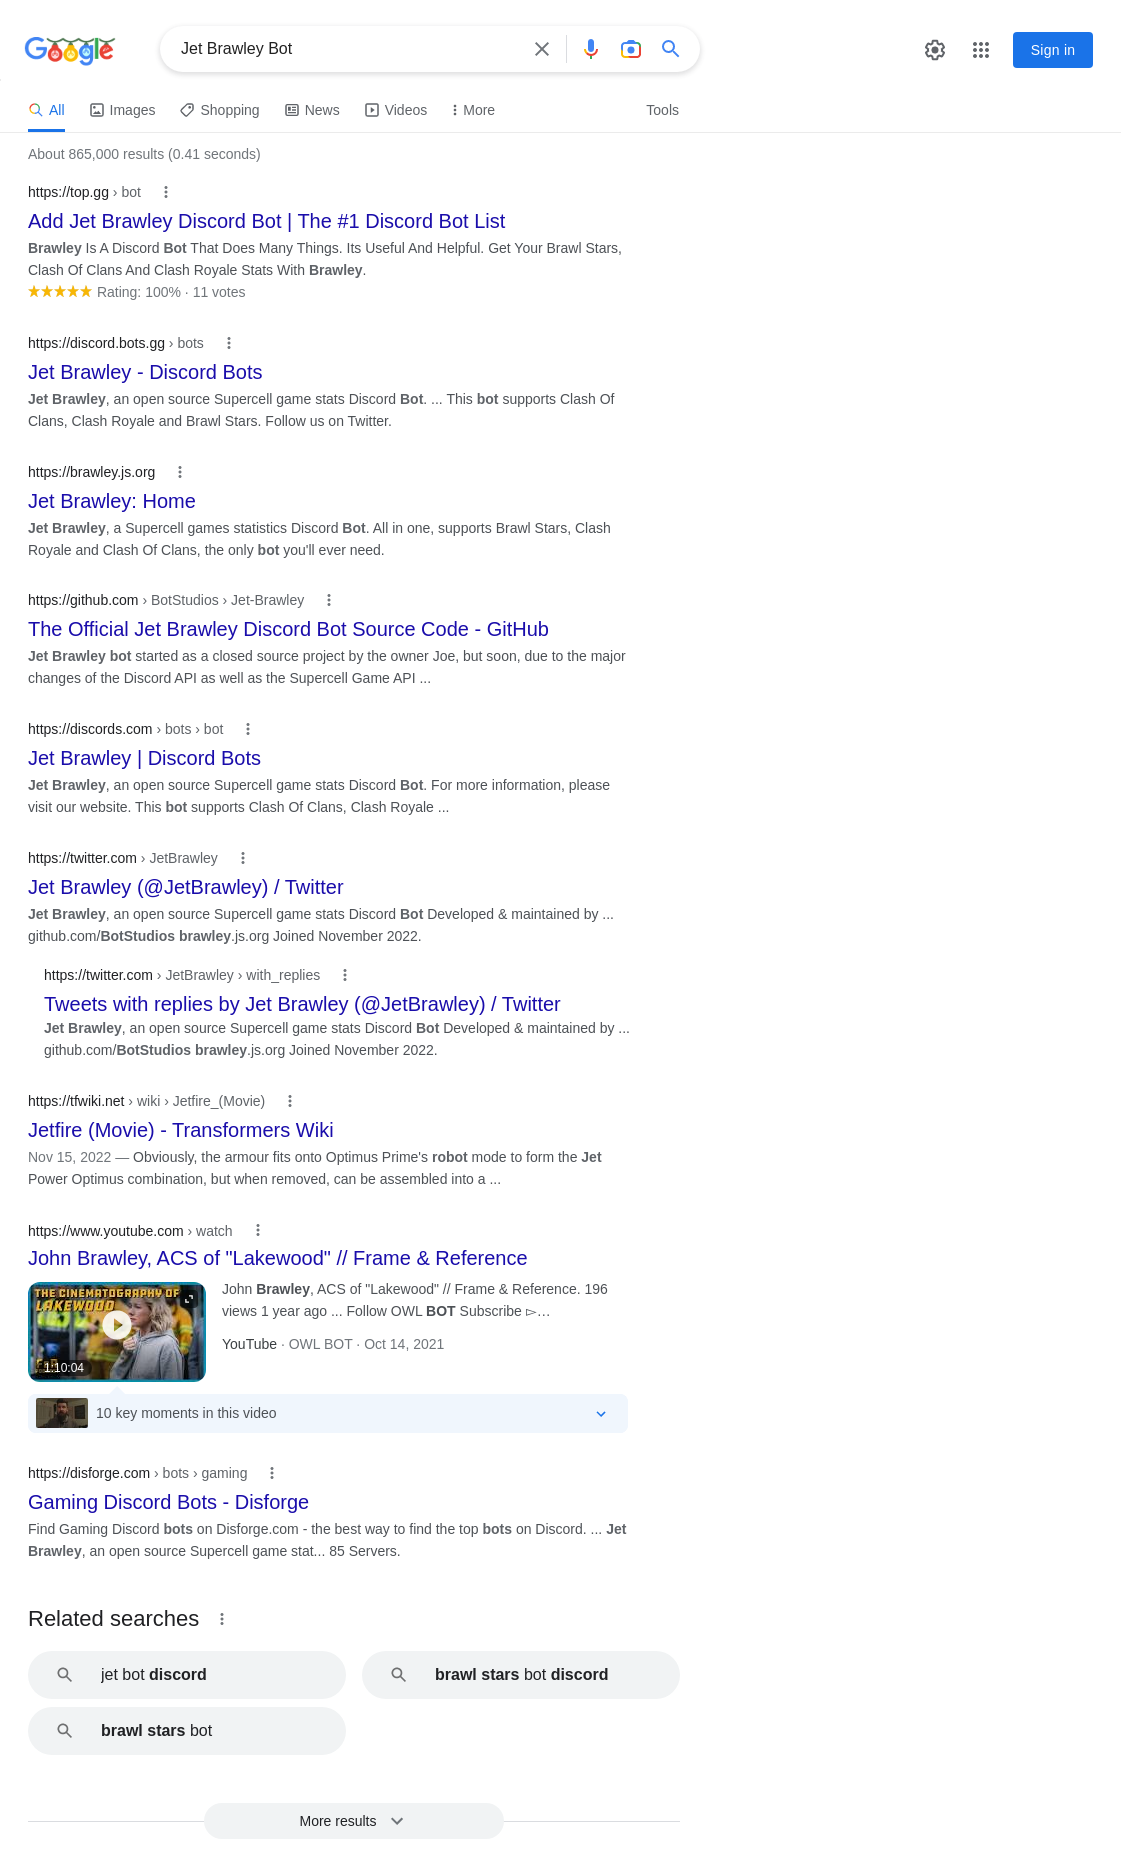 Google
Jet Brawley Bot
Sign in
All
Images
Shopping
News
Videos
More
Tools
About 865,000 results (0.41 seconds)
https://top.gg › bot
Add Jet Brawley Discord Bot | The #1 Discord Bot List
Brawley Is A Discord Bot That Does Many Things. Its Useful And Helpful. Get Your Brawl Stars,
Clash Of Clans And Clash Royale Stats With Brawley.
Rating: 100% · 11 votes
https://discord.bots.gg › bots
Jet Brawley - Discord Bots
Jet Brawley, an open source Supercell game stats Discord Bot. ... This bot supports Clash Of
Clans, Clash Royale and Brawl Stars. Follow us on Twitter.
https://brawley.js.org
Jet Brawley: Home
Jet Brawley, a Supercell games statistics Discord Bot. All in one, supports Brawl Stars, Clash
Royale and Clash Of Clans, the only bot you'll ever need.
https://github.com › BotStudios › Jet-Brawley
The Official Jet Brawley Discord Bot Source Code - GitHub
Jet Brawley bot started as a closed source project by the owner Joe, but soon, due to the major
changes of the Discord API as well as the Supercell Game API ...
https://discords.com › bots › bot
Jet Brawley | Discord Bots
Jet Brawley, an open source Supercell game stats Discord Bot. For more information, please
visit our website. This bot supports Clash Of Clans, Clash Royale ...
https://twitter.com › JetBrawley
Jet Brawley (@JetBrawley) / Twitter
Jet Brawley, an open source Supercell game stats Discord Bot Developed & maintained by ...
github.com/BotStudios brawley.js.org Joined November 2022.
https://twitter.com › JetBrawley › with_replies
Tweets with replies by Jet Brawley (@JetBrawley) / Twitter
Jet Brawley, an open source Supercell game stats Discord Bot Developed & maintained by ...
github.com/BotStudios brawley.js.org Joined November 2022.
https://tfwiki.net › wiki › Jetfire_(Movie)
Jetfire (Movie) - Transformers Wiki
Nov 15, 2022 — Obviously, the armour fits onto Optimus Prime's robot mode to form the Jet
Power Optimus combination, but when removed, can be assembled into a ...
https://www.youtube.com › watch
John Brawley, ACS of "Lakewood" // Frame & Reference
THE CINEMATOGRAPHY OF
LAKEWOOD
1:10:04
John Brawley, ACS of "Lakewood" // Frame & Reference. 196
views 1 year ago ... Follow OWL BOT Subscribe ▻…
YouTube · OWL BOT · Oct 14, 2021
10 key moments in this video
https://disforge.com › bots › gaming
Gaming Discord Bots - Disforge
Find Gaming Discord bots on Disforge.com - the best way to find the top bots on Discord. ... Jet
Brawley, an open source Supercell game stat... 85 Servers.
Related searches
jet bot discord
brawl stars bot discord
brawl stars bot
More results